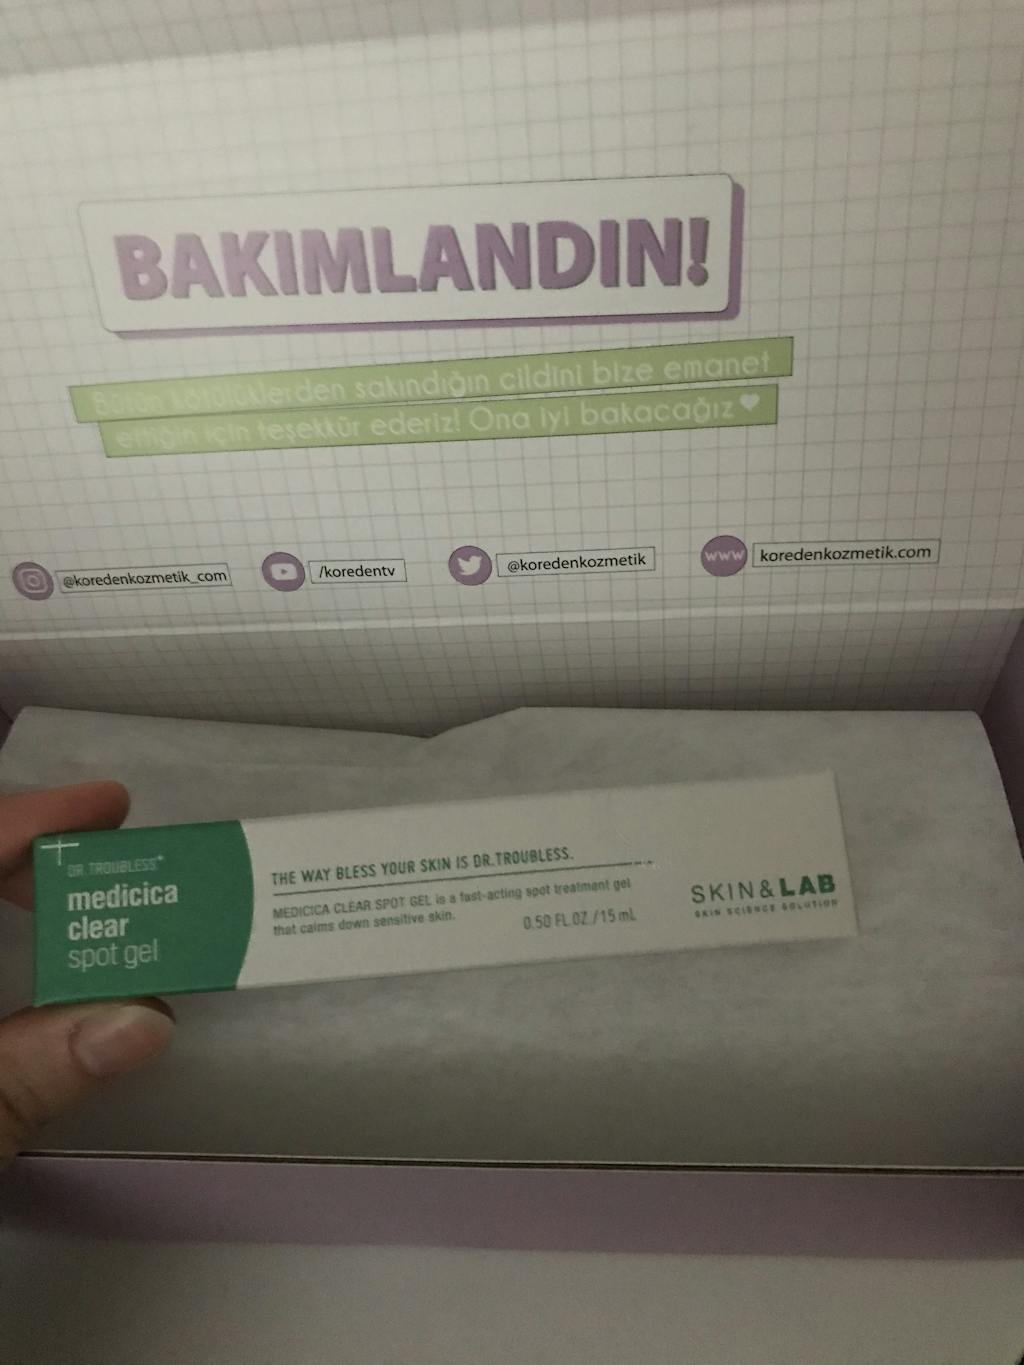 BAKIMLANDIN!
Bütün kötülüklerden sakındığın cildini bize emanet
ettiğin için teşekkür ederiz! Ona iyi bakacağız
@koredenkozmetik_com
/koredentv
@koredenkozmetik
www
koredenkozmetik.com
DR.TROUBLESS+
medicica
clear
spot gel
THE WAY BLESS YOUR SKIN IS DR.TROUBLESS.
MEDICICA CLEAR SPOT GEL is a fast-acting spot treatment gel
that calms down sensitive skin.
0.50 FL.OZ / 15 mL
SKIN&LAB
SKIN SCIENCE SOLUTION